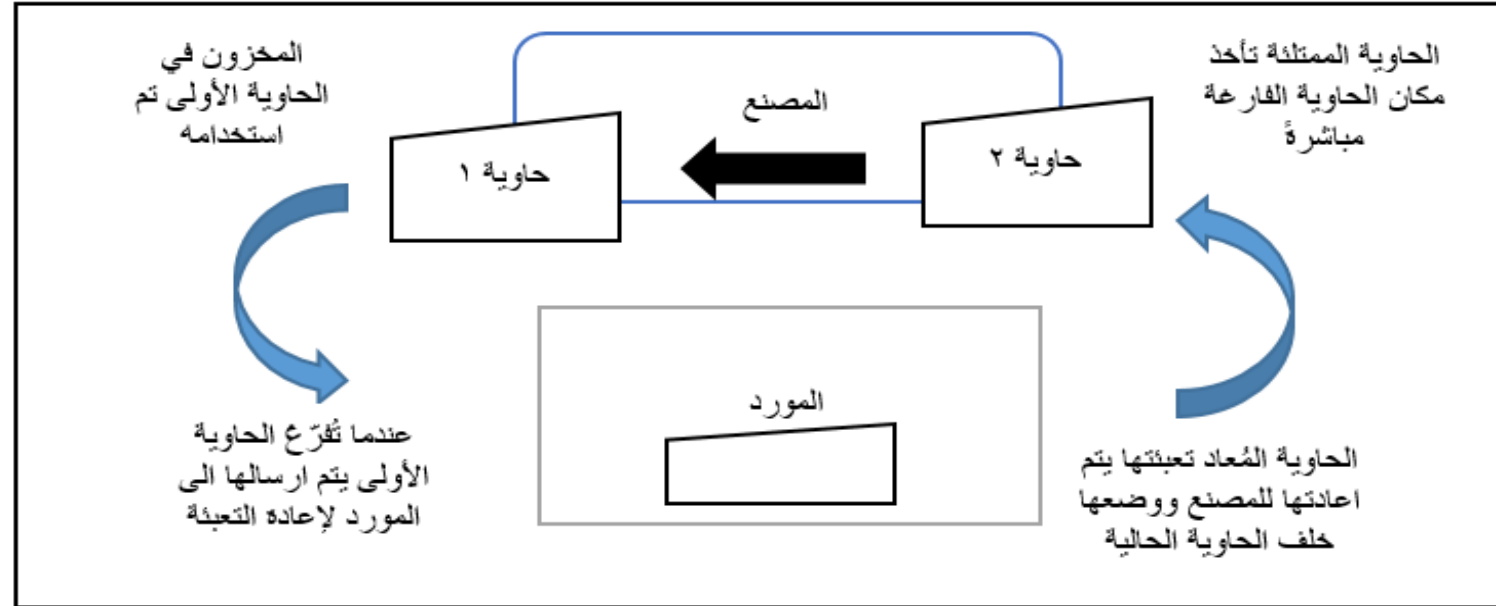 الحاوية الممتلئة تأخذ
مكان الحاوية الفارغة
مباشرةً
المصنع
المخزون في
الحاوية الأولى تم
استخدامه
حاوية ٢
حاوية ١
المورد
عندما تُفرّغ الحاوية
الأولى يتم ارسالها الى
المورد لإعاده التعبئة
الحاوية المُعاد تعبئتها يتم
اعادتها للمصنع ووضعها
خلف الحاوية الحالية